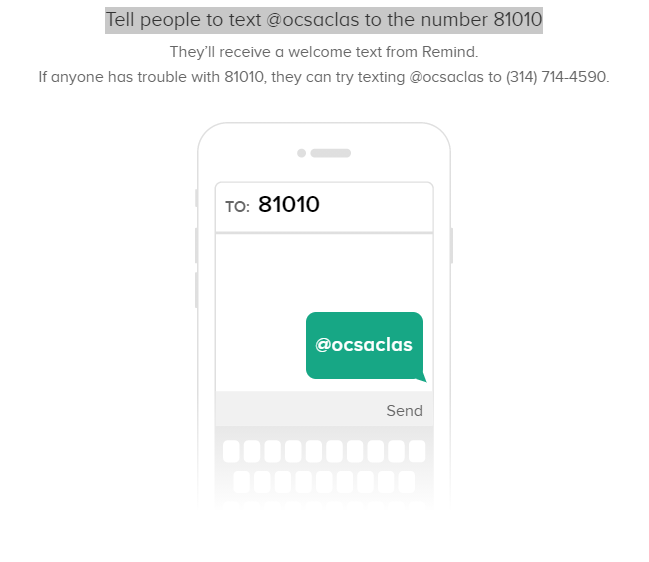 Tell people to text @ocsaclas to the number 81010
They’ll receive a welcome text from Remind.
If anyone has trouble with 81010, they can try texting @ocsaclas to (314) 714-4590.
TO: 81010
@ocsaclas
Send